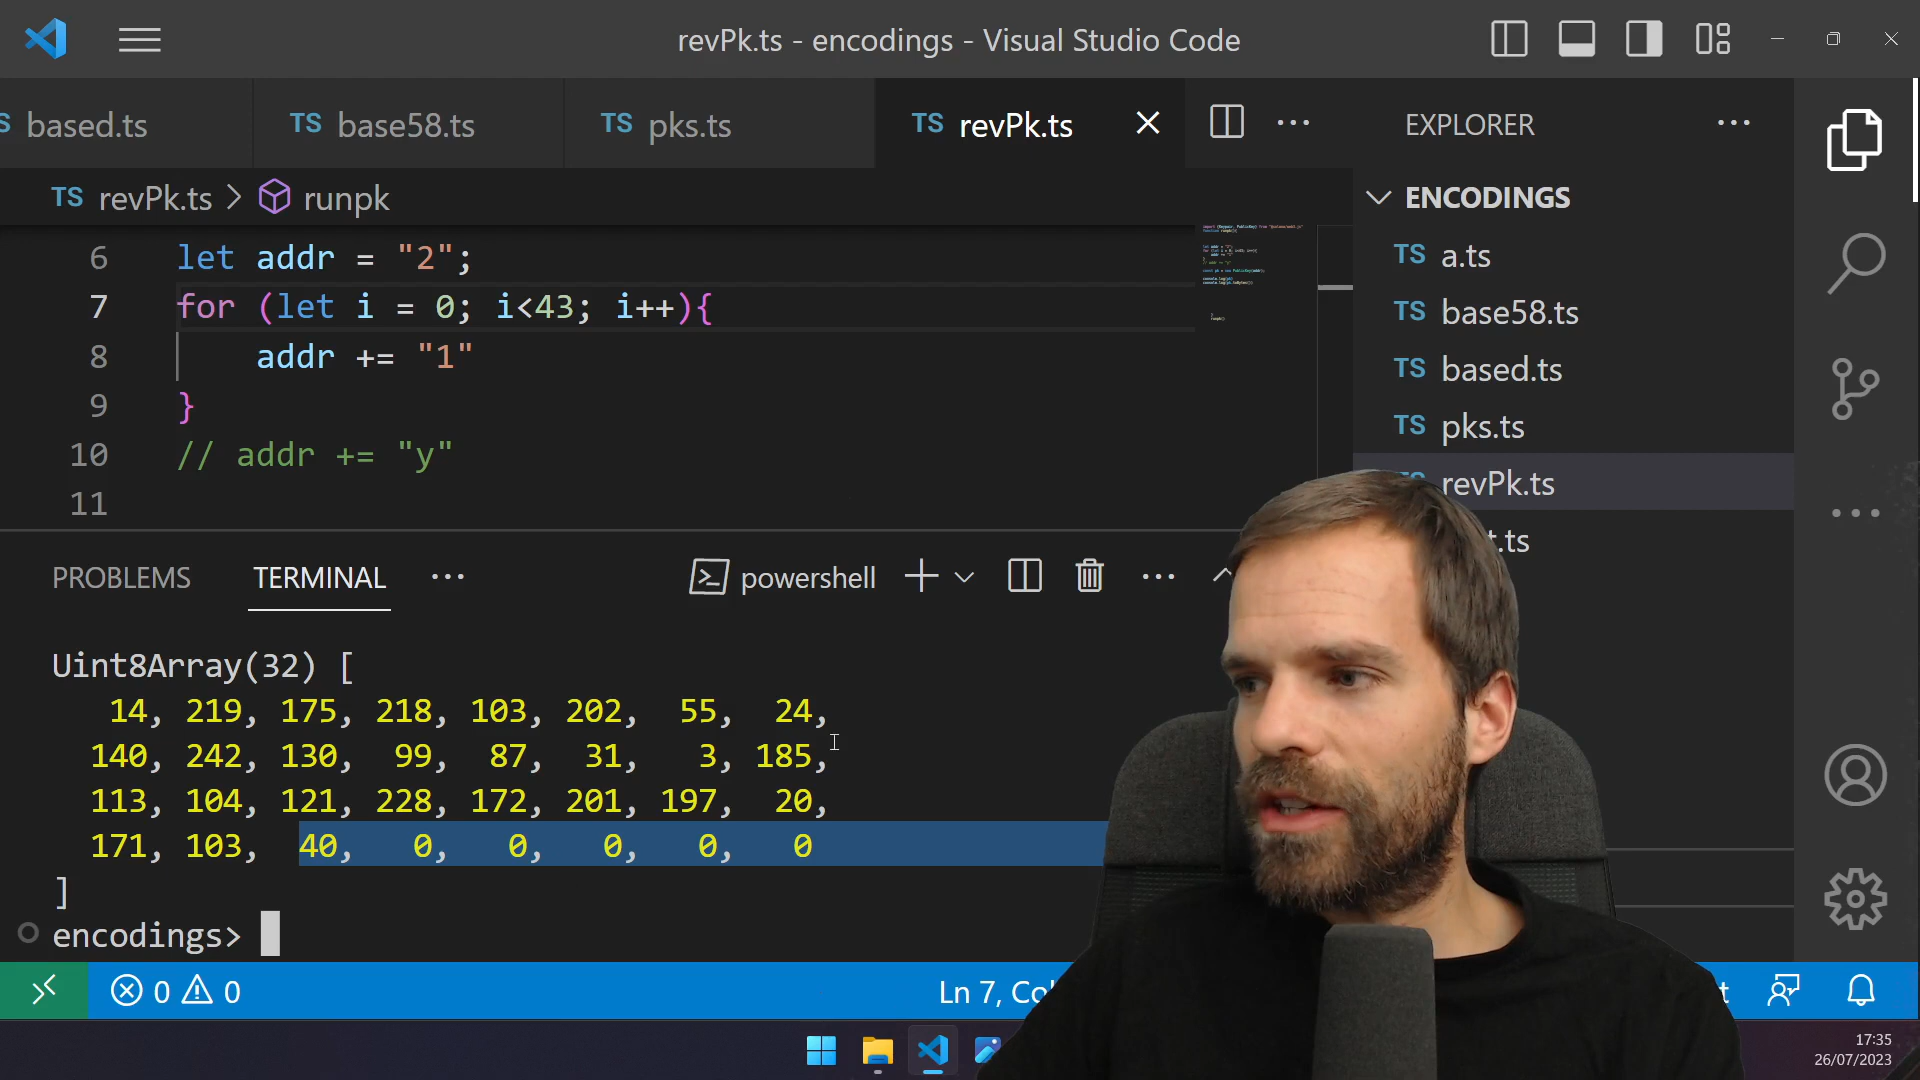 revPk.ts - encodings - Visual Studio Code
based.ts
TS base58.ts
TS pks.ts
TS revPk.ts
EXPLORER
TS revPk.ts > runpk
ENCODINGS
TS a.ts
TS base58.ts
TS based.ts
TS pks.ts
revPk.ts
t.ts
6 let addr = "2";
7 for (let i = 0; i<43; i++){
8 addr += "1"
9 }
10 // addr += "y"
11
PROBLEMS TERMINAL
powershell
Uint8Array(32) [
14, 219, 175, 218, 103, 202, 55, 24,
140, 242, 130, 99, 87, 31, 3, 185,
113, 104, 121, 228, 172, 201, 197, 20,
171, 103, 40, 0, 0, 0, 0, 0
]
encodings>
0 0
Ln 7, Co
17:35
26/07/2023